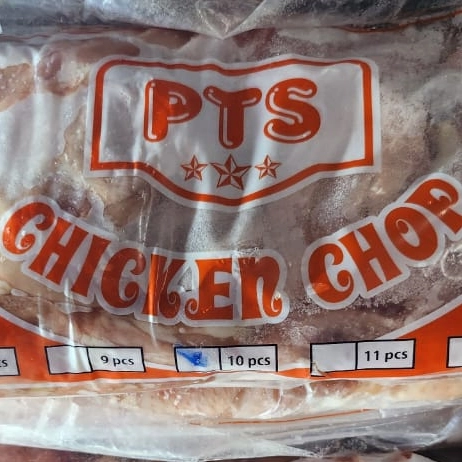 PTS
CHICKEN CHOP
9 pcs
10 pcs
11 pcs